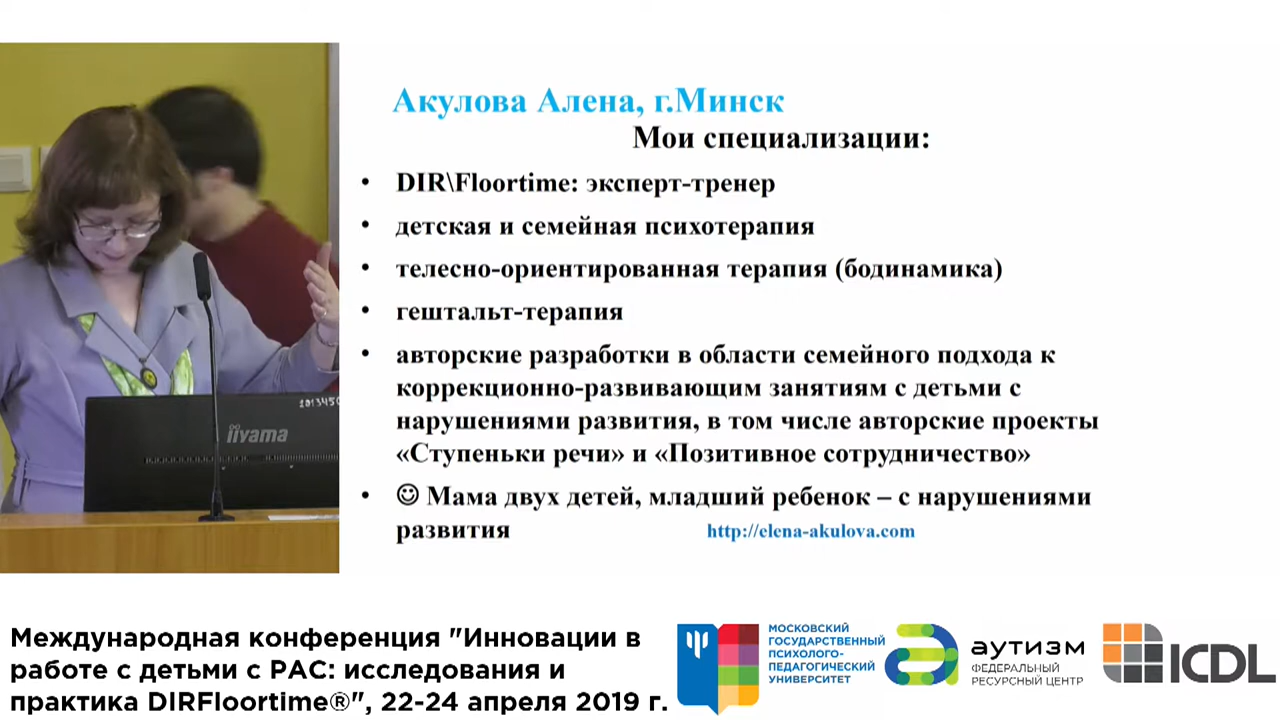 Акулова Алена, г.Минск
Мои специализации:
• DIR\Floortime: эксперт-тренер
• детская и семейная психотерапия
• телесно-ориентированная терапия (бодинамика)
• гештальт-терапия
• авторские разработки в области семейного подхода к
коррекционно-развивающим занятиям с детьми с
нарушениями развития, в том числе авторские проекты
«Ступеньки речи» и «Позитивное сотрудничество»
• ☺ Мама двух детей, младший ребенок – с нарушениями
развития
http://elena-akulova.com
iiyama
Международная конференция "Инновации в
работе с детьми с РАС: исследования и
практика DIRFloortime®", 22-24 апреля 2019 г.
МОСКОВСКИЙ
ГОСУДАРСТВЕННЫЙ
ПСИХОЛОГО-
ПЕДАГОГИЧЕСКИЙ
УНИВЕРСИТЕТ
аутизм
ФЕДЕРАЛЬНЫЙ
РЕСУРСНЫЙ ЦЕНТР
ICDL